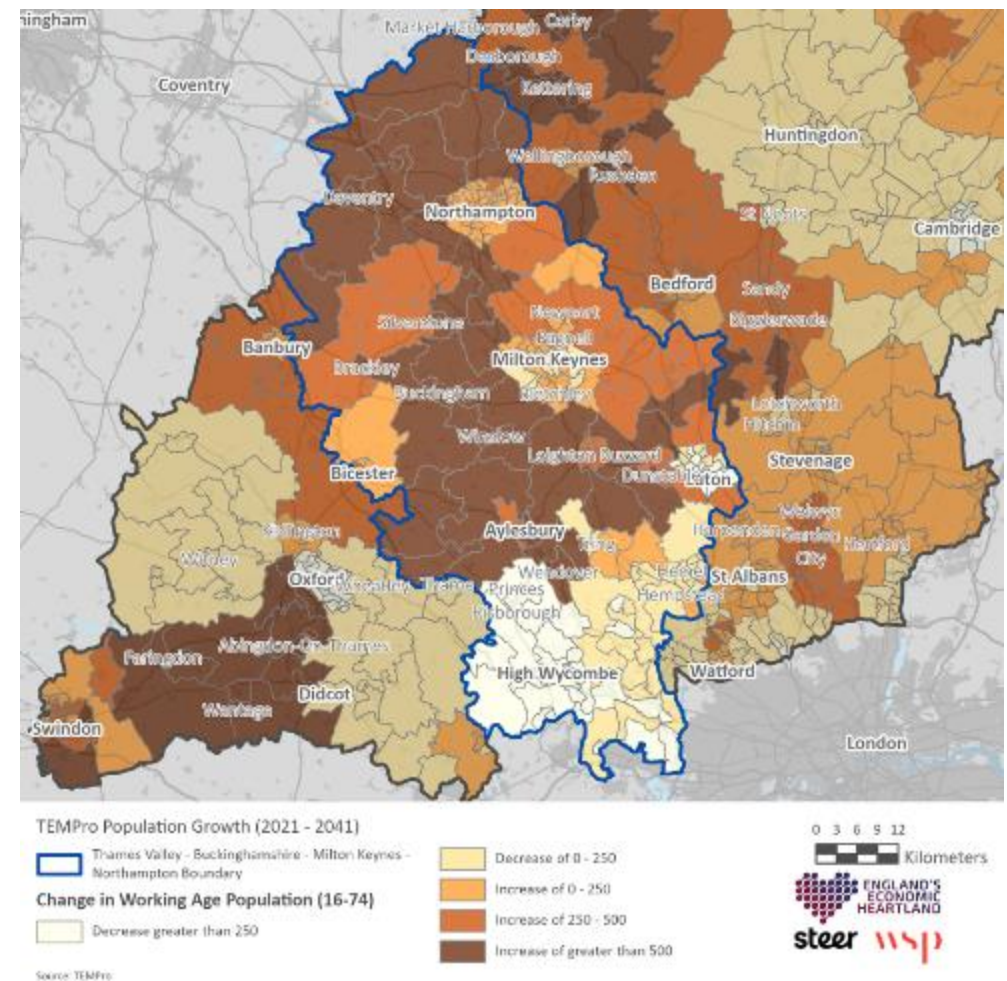 ningham
Market Harborough
Corby
Desborough
Coventry
Kettering
Huntingdon
Wellingborough
Rushden
Daventry
Northampton
St Neots
Cambridge
Bedford
Sandy
Newport
Pagnell
Silverstone
Biggleswade
Banbury
Milton Keynes
Brackley
Buckingham
Bletchley
Letchworth
Hitchin
Winslow
Leighton Buzzard
Stevenage
Bicester
Luton
Welwyn
Garden
City
Aylesbury
Harpenden
Hertford
Kidlington
Tring
Witney
Oxford
Wheatley
Thame
Wendover
Princes
Risborough
Hemel
Hempstead
St Albans
Abingdon-On-Thames
Faringdon
High Wycombe
Watford
Didcot
Wantage
Swindon
London
TEMPro Population Growth (2021 - 2041)
Thames Valley - Buckinghamshire - Milton Keynes -
Northampton Boundary
Change in Working Age Population (16-74)
Decrease greater than 250
Decrease of 0 - 250
Increase of 0 - 250
Increase of 250 - 500
Increase of greater than 500
0 3 6 9 12
Kilometers
ENGLAND'S
ECONOMIC
HEARTLAND
steer wsp
Source: TEMPro